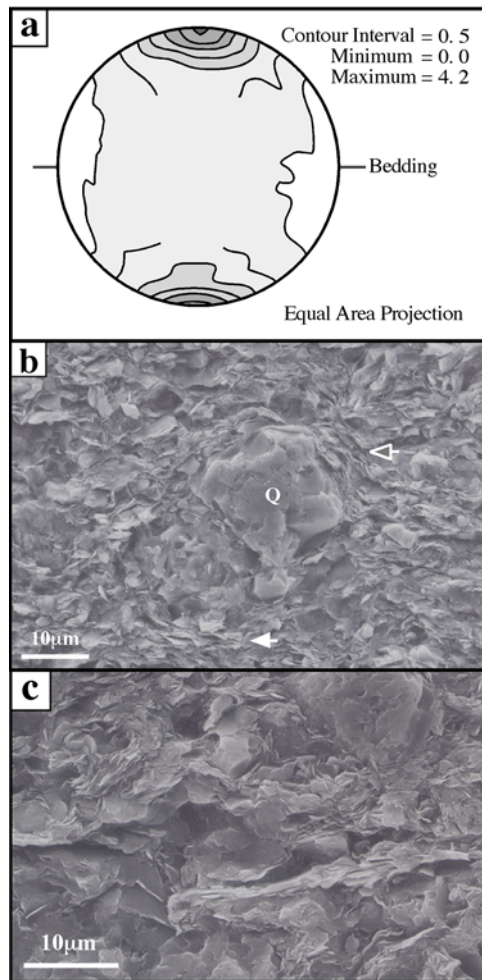 a
Contour Interval = 0. 5
Minimum = 0. 0
Maximum = 4. 2
Bedding
Equal Area Projection
b
Q
10μm
c
10μm